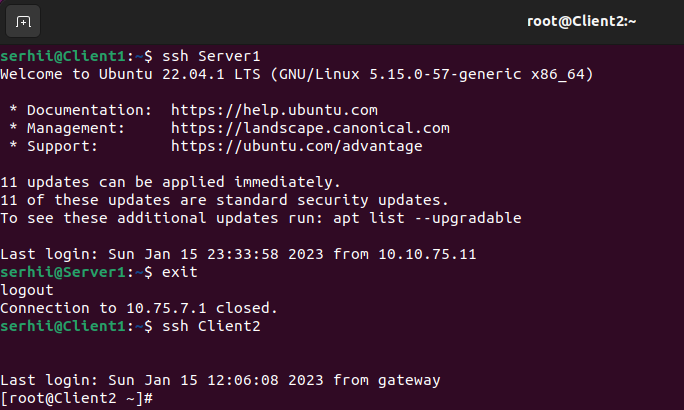 root@Client2:~
serhii@Client1:~$ ssh Server1
Welcome to Ubuntu 22.04.1 LTS (GNU/Linux 5.15.0-57-generic x86_64)
* Documentation:  https://help.ubuntu.com
* Management:     https://landscape.canonical.com
* Support:        https://ubuntu.com/advantage
11 updates can be applied immediately.
11 of these updates are standard security updates.
To see these additional updates run: apt list --upgradable
Last login: Sun Jan 15 23:33:58 2023 from 10.10.75.11
serhii@Server1:~$ exit
logout
Connection to 10.75.7.1 closed.
serhii@Client1:~$ ssh Client2
Last login: Sun Jan 15 12:06:08 2023 from gateway
[root@Client2 ~]#